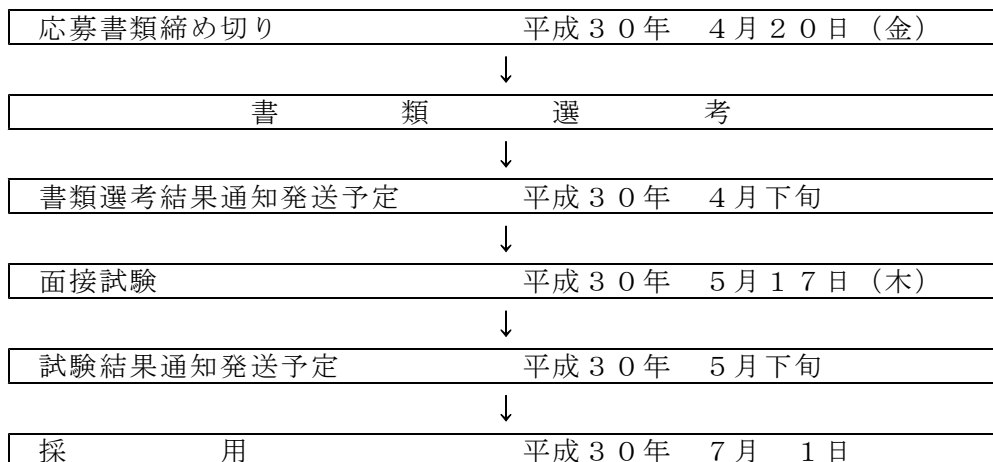 応募書類締め切り　平成３０年　４月２０日（金）
↓
書　類　選　考
↓
書類選考結果通知発送予定　平成３０年　４月下旬
↓
面接試験　平成３０年　５月１７日（木）
↓
試験結果通知発送予定　平成３０年　５月下旬
↓
採　用　平成３０年　７月　１日